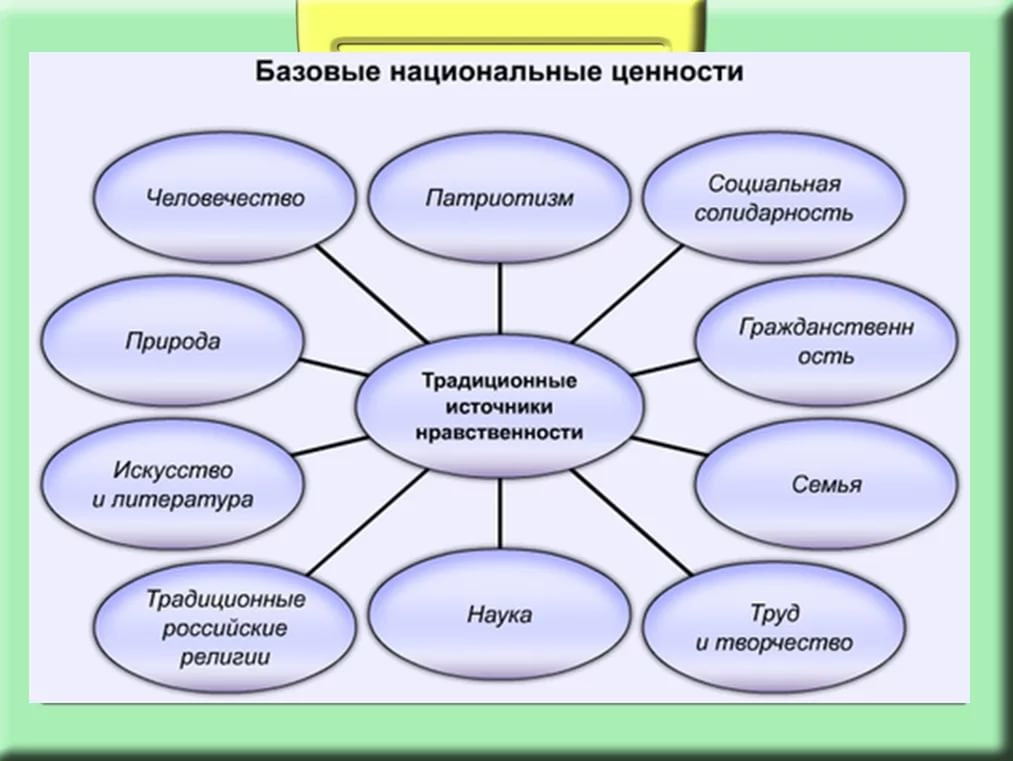 Базовые национальные ценности
Человечество
Патриотизм
Социальная
солидарность
Природа
Гражданственн
ость
Традиционные
источники
нравственности
Искусство
и литература
Семья
Традиционные
российские
религии
Наука
Труд
и творчество